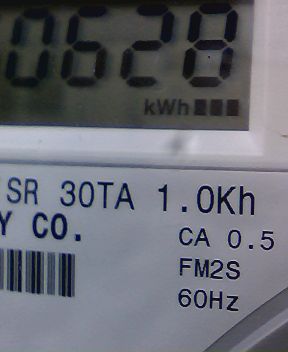 0628
kWh
SR 30TA 1.0Kh
Y CO.
CA 0.5
FM2S
60Hz